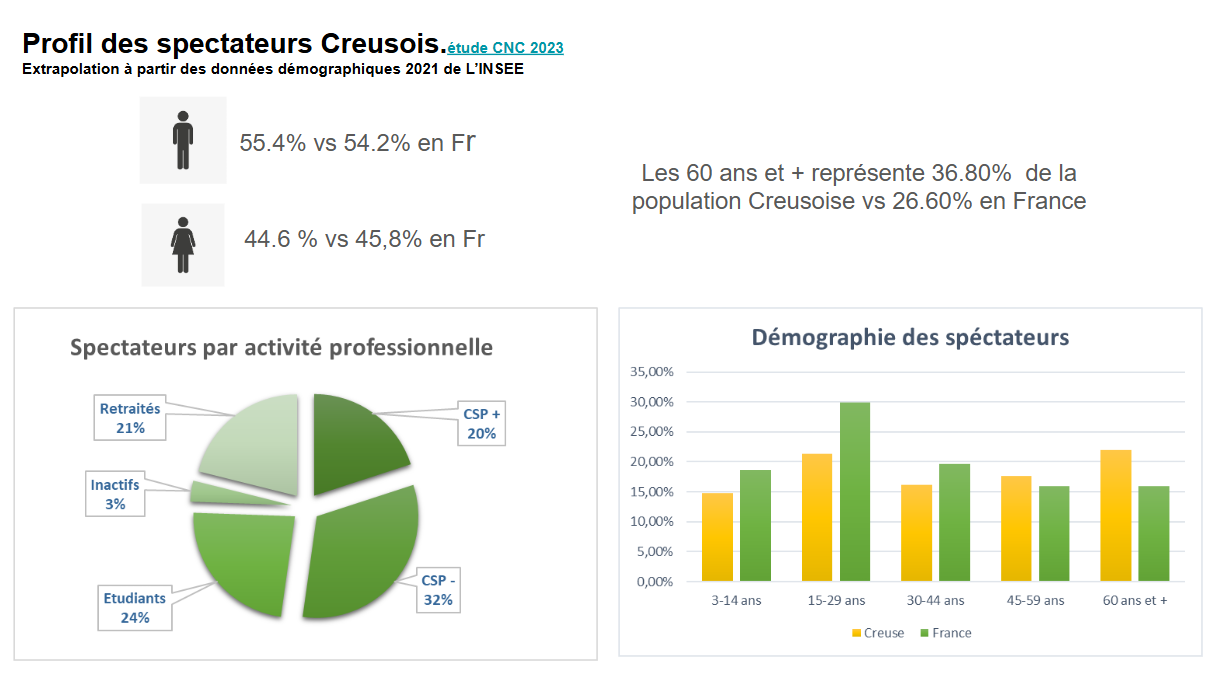 Profil des spectateurs Creusois.étude CNC 2023
Extrapolation à partir des données démographiques 2021 de L'INSEE
55.4% vs 54.2% en Fr
44.6 % vs 45,8% en Fr
Les 60 ans et + représente 36.80%  de la
population Creusoise vs 26.60% en France
Spectateurs par activité professionnelle
Retraités
21%
CSP +
20%
Inactifs
3%
Etudiants
24%
CSP -
32%
Démographie des spéctateurs
35,00%
30,00%
25,00%
20,00%
15,00%
10,00%
5,00%
0,00%
3-14 ans
15-29 ans
30-44 ans
45-59 ans
60 ans et +
Creuse
France